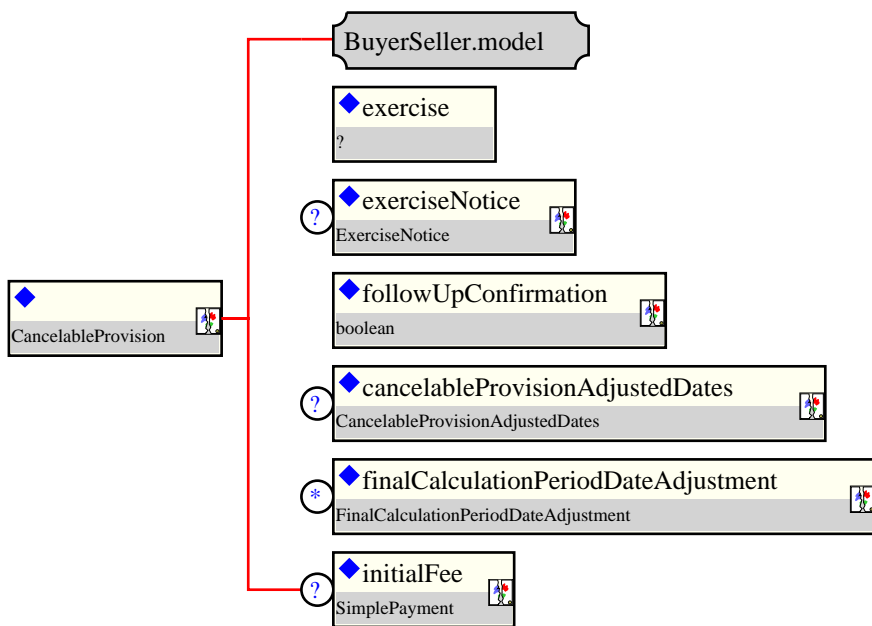 BuyerSeller.model
exercise
?
exerciseNotice
?
ExerciseNotice
followUpConfirmation
boolean
CancelableProvision
cancelableProvisionAdjustedDates
?
CancelableProvisionAdjustedDates
finalCalculationPeriodDateAdjustment
*
FinalCalculationPeriodDateAdjustment
initialFee
?
SimplePayment